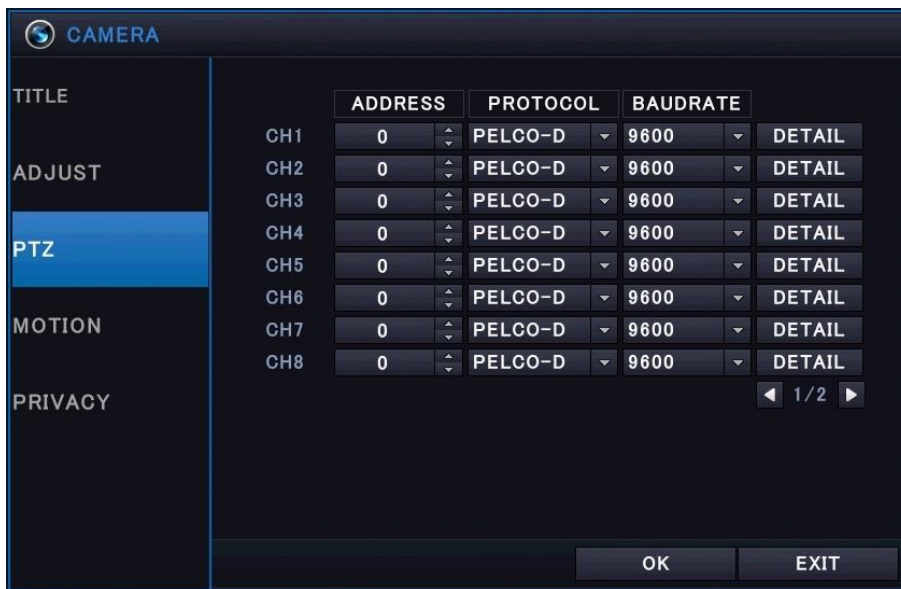 CAMERA
TITLE
ADJUST
PTZ
MOTION
PRIVACY
ADDRESS PROTOCOL BAUDRATE
CH1 0 PELCO-D 9600 DETAIL
CH2 0 PELCO-D 9600 DETAIL
CH3 0 PELCO-D 9600 DETAIL
CH4 0 PELCO-D 9600 DETAIL
CH5 0 PELCO-D 9600 DETAIL
CH6 0 PELCO-D 9600 DETAIL
CH7 0 PELCO-D 9600 DETAIL
CH8 0 PELCO-D 9600 DETAIL
1/2
OK EXIT